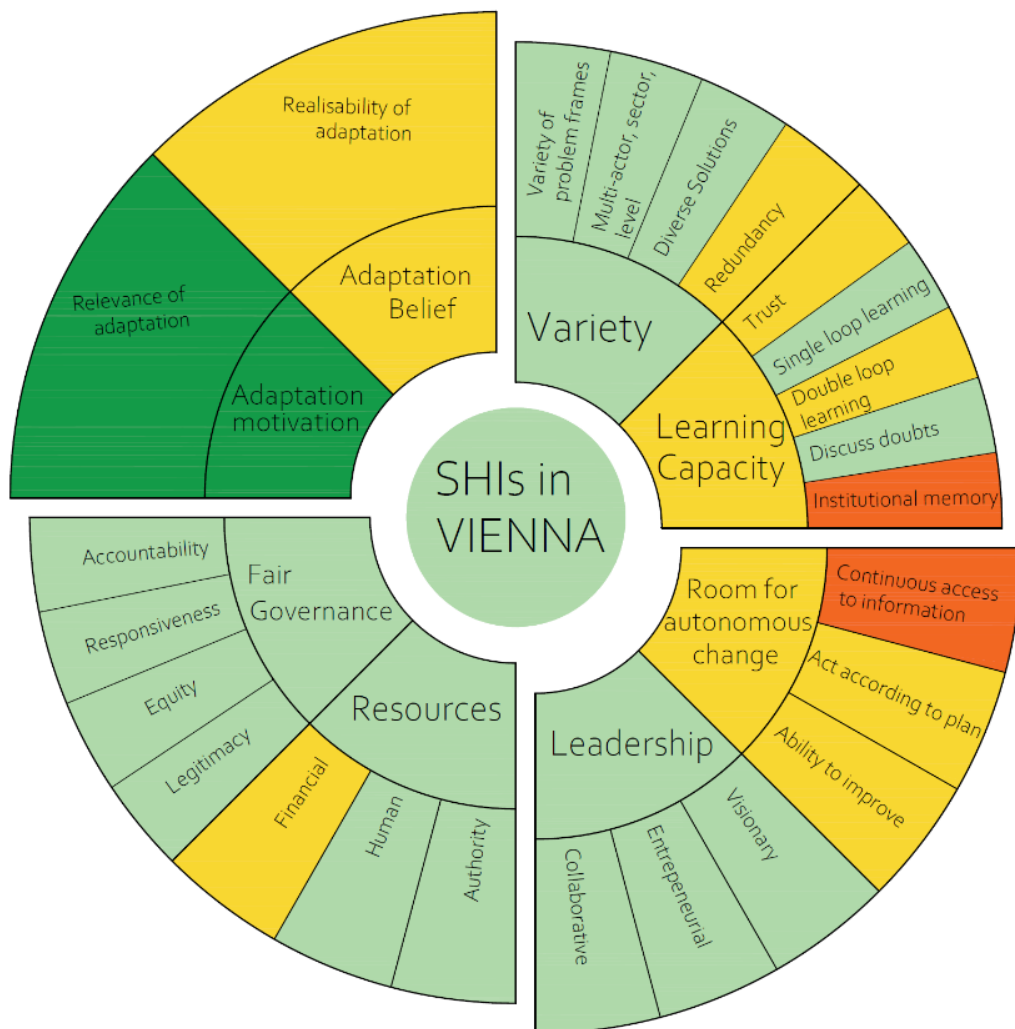 Realisability of
adaptation
Adaptation
Belief
Relevance of
adaptation
Adaptation
motivation
Variety of
problem frames
Multi-actor, sector,
level
Diverse Solutions
Redundancy
Variety
Trust
Single loop learning
Double loop
learning
Discuss doubts
Institutional memory
Learning
Capacity
SHIs in
VIENNA
Accountability
Responsiveness
Equity
Legitimacy
Fair
Governance
Resources
Financial
Human
Authority
Room for
autonomous
change
Continuous access
to information
Act according to plan
Ability to improve
Leadership
Visionary
Entrepeneurial
Collaborative